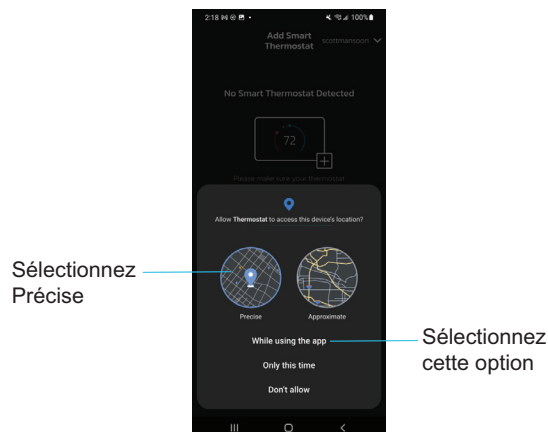 2:18
100%
Add Smart
Thermostat
scottmansoori
No Smart Thermostat Detected
72
Please make sure your thermostat
Allow Thermostat to access this device's location?
Sélectionnez
Précise
Precise
Approximate
While using the app
Sélectionnez
cette option
Only this time
Don't allow